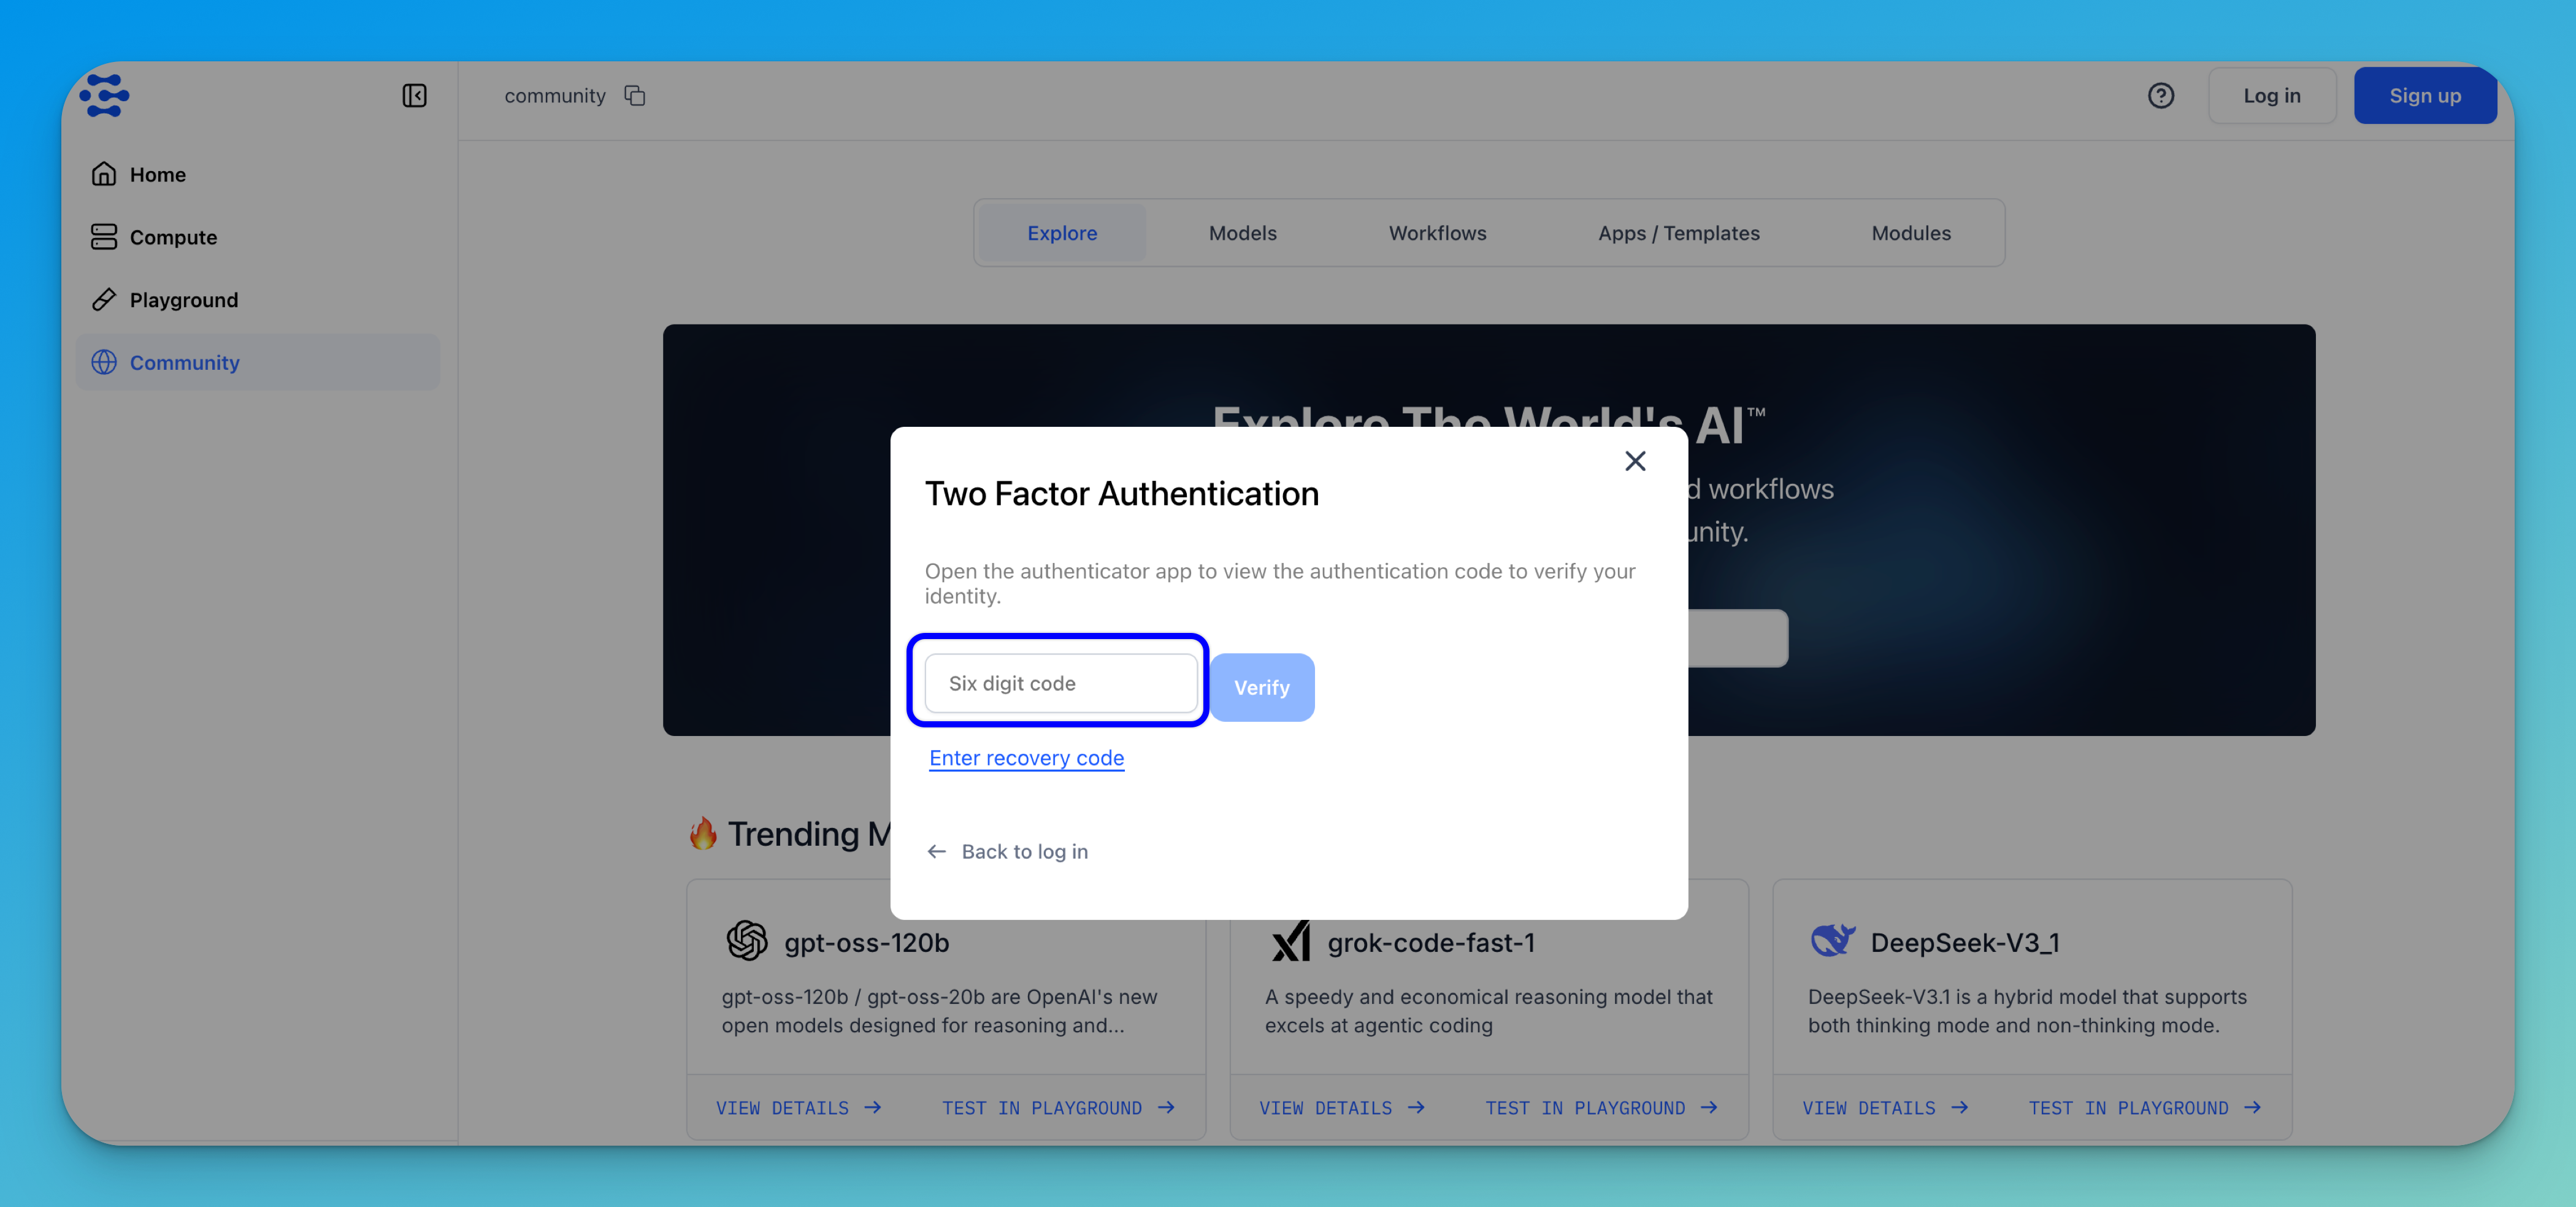 community
Log in
Sign up
Home
Compute
Playground
Community
Explore
Models
Workflows
Apps / Templates
Modules
Explore The World's AI™
d workflows
unity.
Two Factor Authentication
Open the authenticator app to view the authentication code to verify your
identity.
Six digit code
Verify
Enter recovery code
Back to log in
🔥 Trending M
gpt-oss-120b
gpt-oss-120b / gpt-oss-20b are OpenAI's new
open models designed for reasoning and...
VIEW DETAILS →
TEST IN PLAYGROUND →
grok-code-fast-1
A speedy and economical reasoning model that
excels at agentic coding
VIEW DETAILS →
TEST IN PLAYGROUND →
DeepSeek-V3_1
DeepSeek-V3.1 is a hybrid model that supports
both thinking mode and non-thinking mode.
VIEW DETAILS →
TEST IN PLAYGROUND →